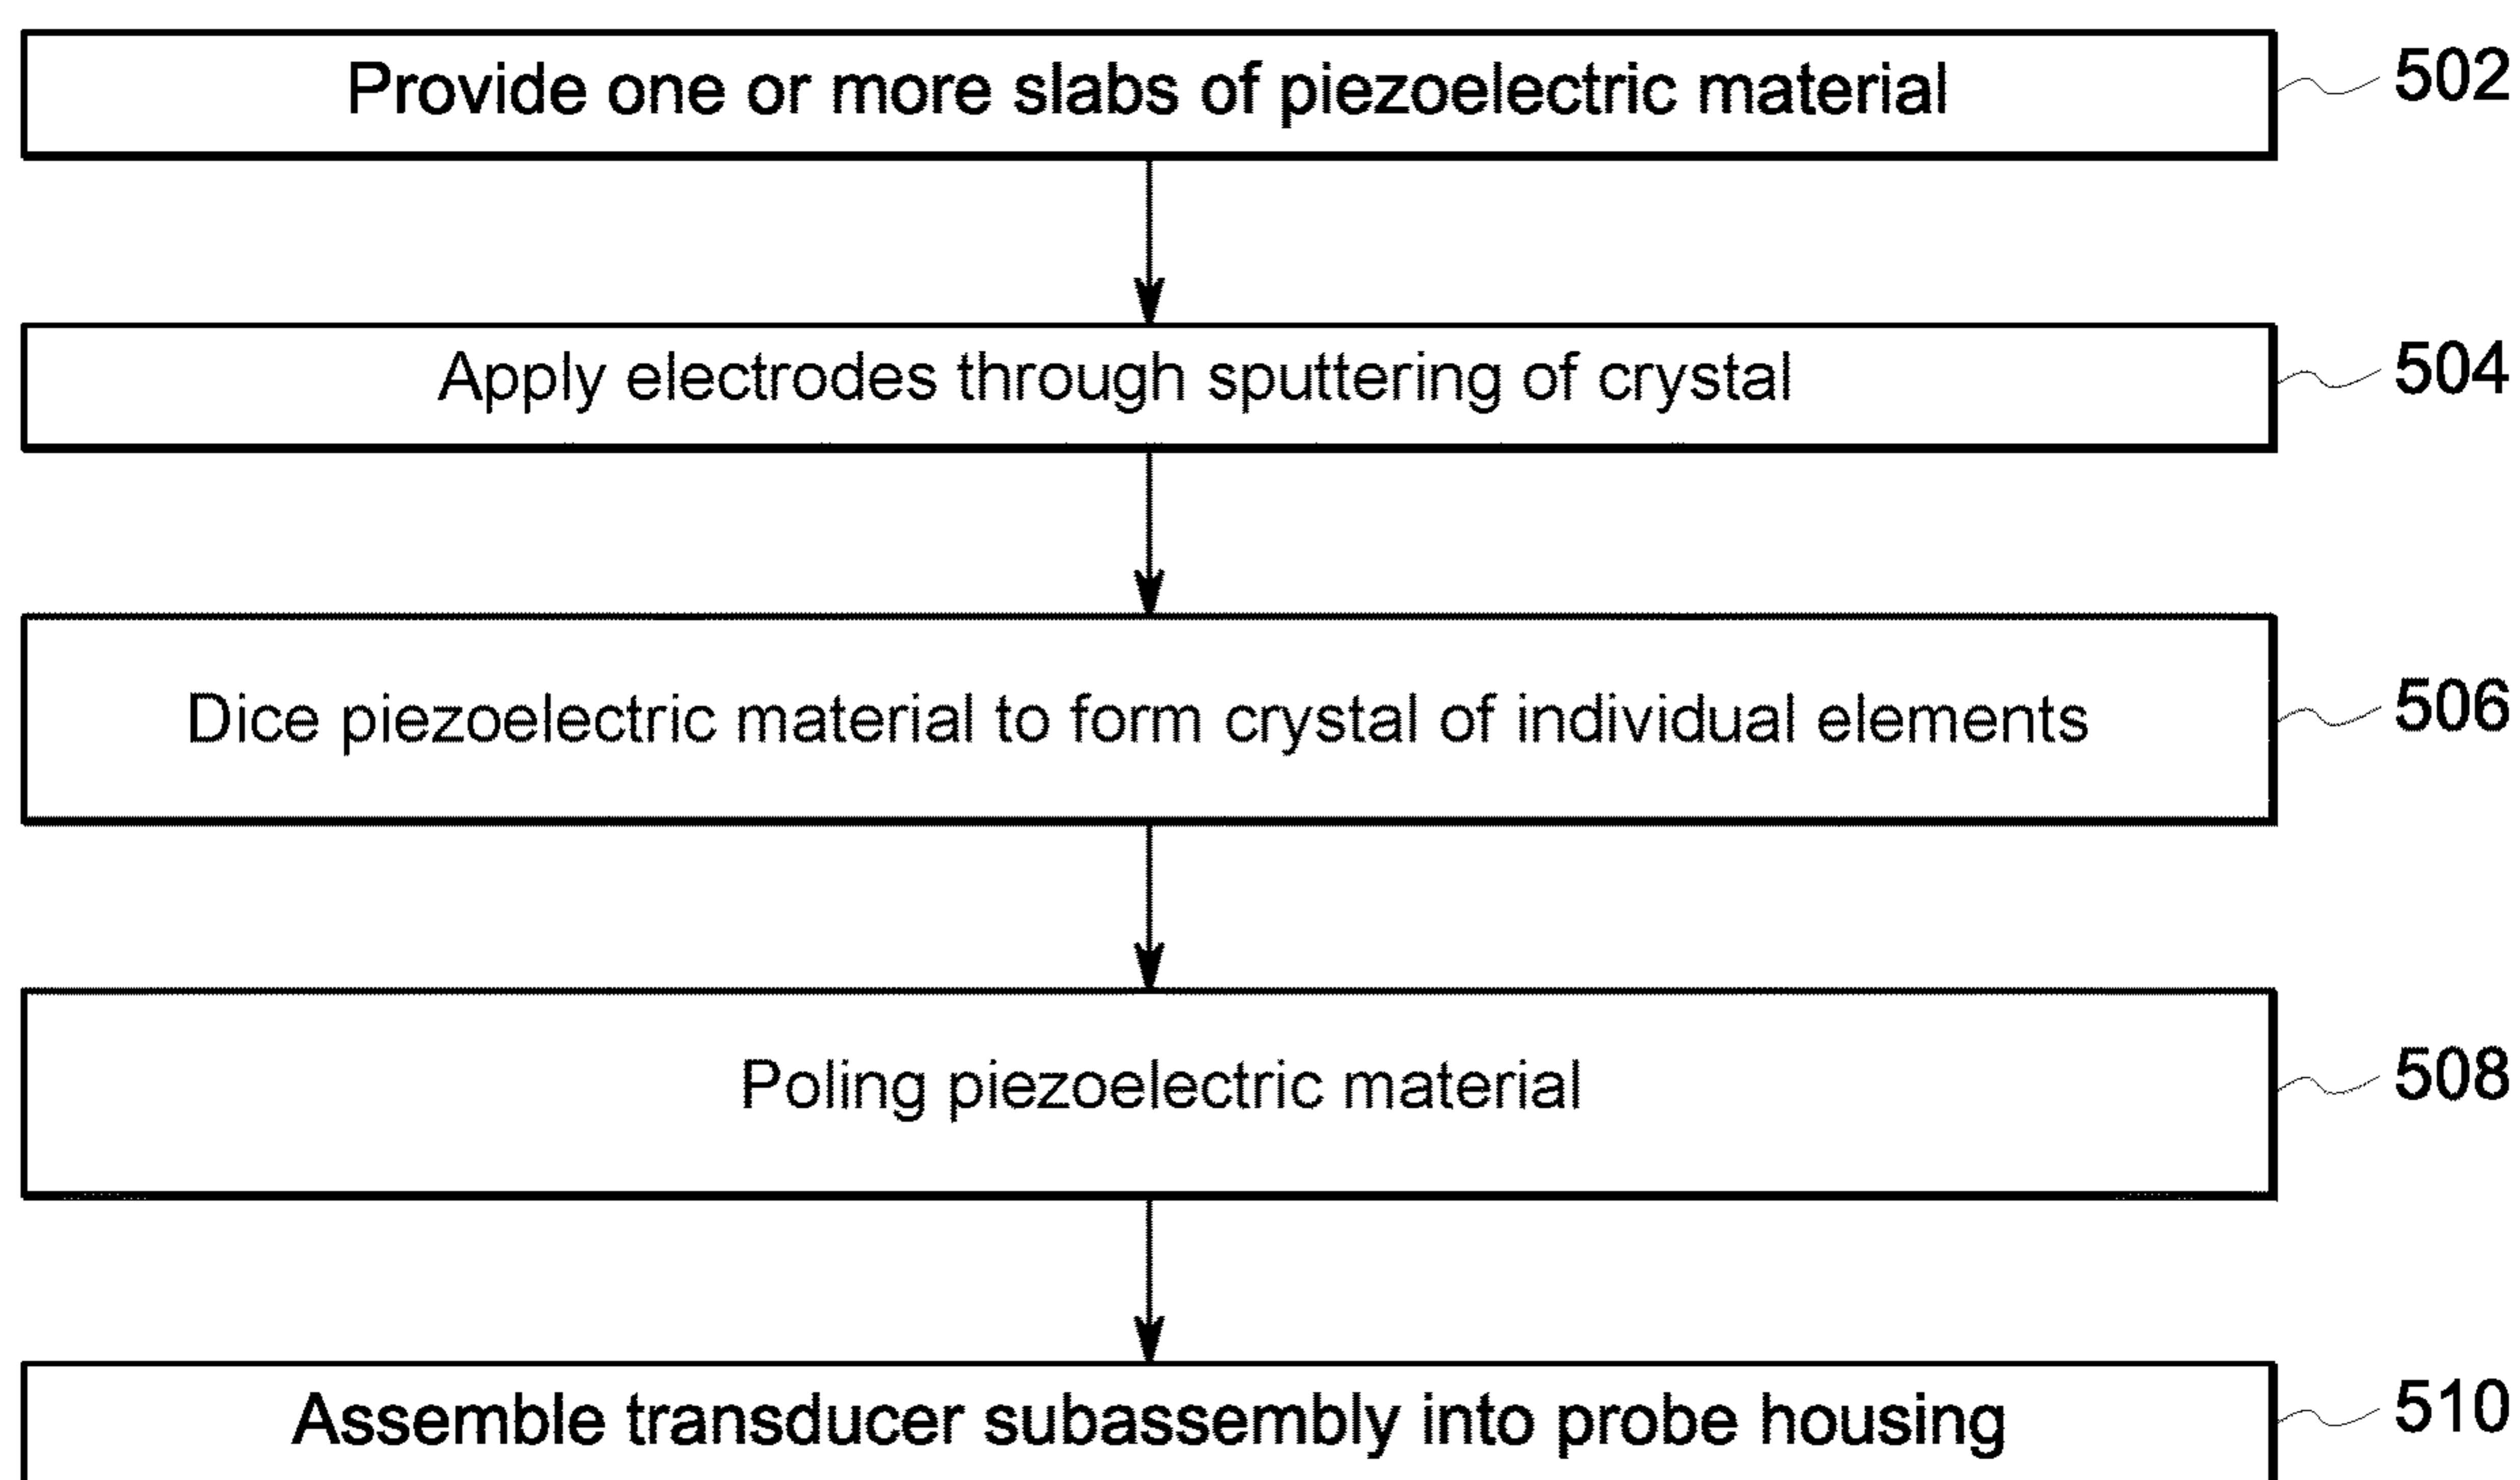 Provide one or more slabs of piezoelectric material
502
Apply electrodes through sputtering of crystal
504
Dice piezoelectric material to form crystal of individual elements
506
Poling piezoelectric material
508
Assemble transducer subassembly into probe housing
510